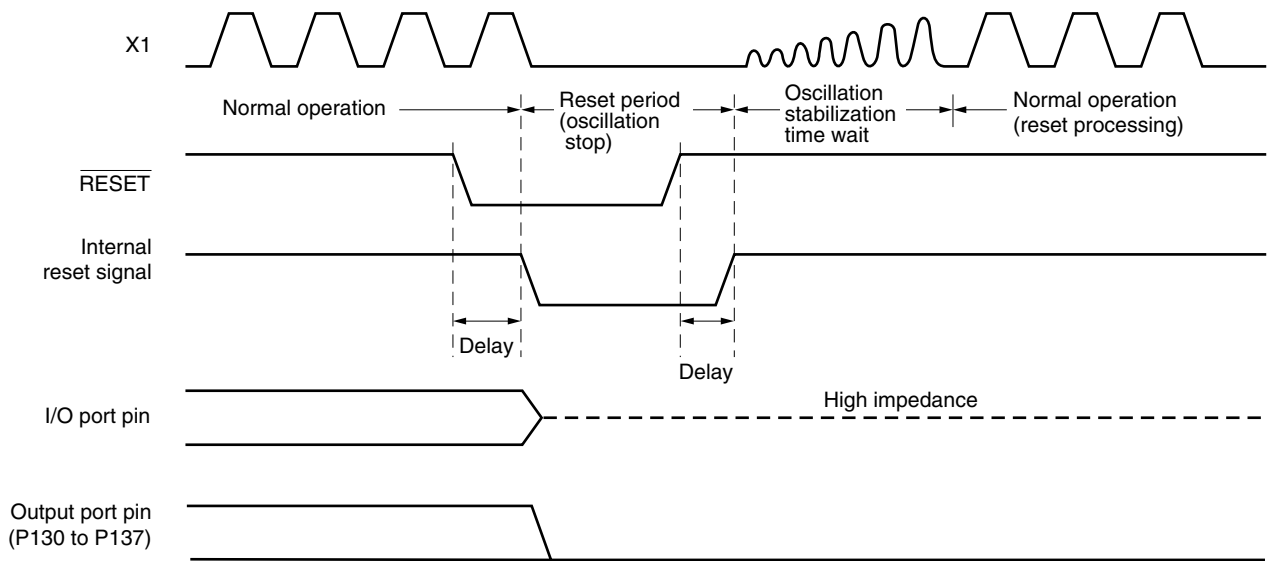 X1
Normal operation
Reset period
(oscillation
stop)
Oscillation
stabilization
time wait
Normal operation
(reset processing)
RESET
Internal
reset signal
Delay
Delay
I/O port pin
High impedance
Output port pin
(P130 to P137)